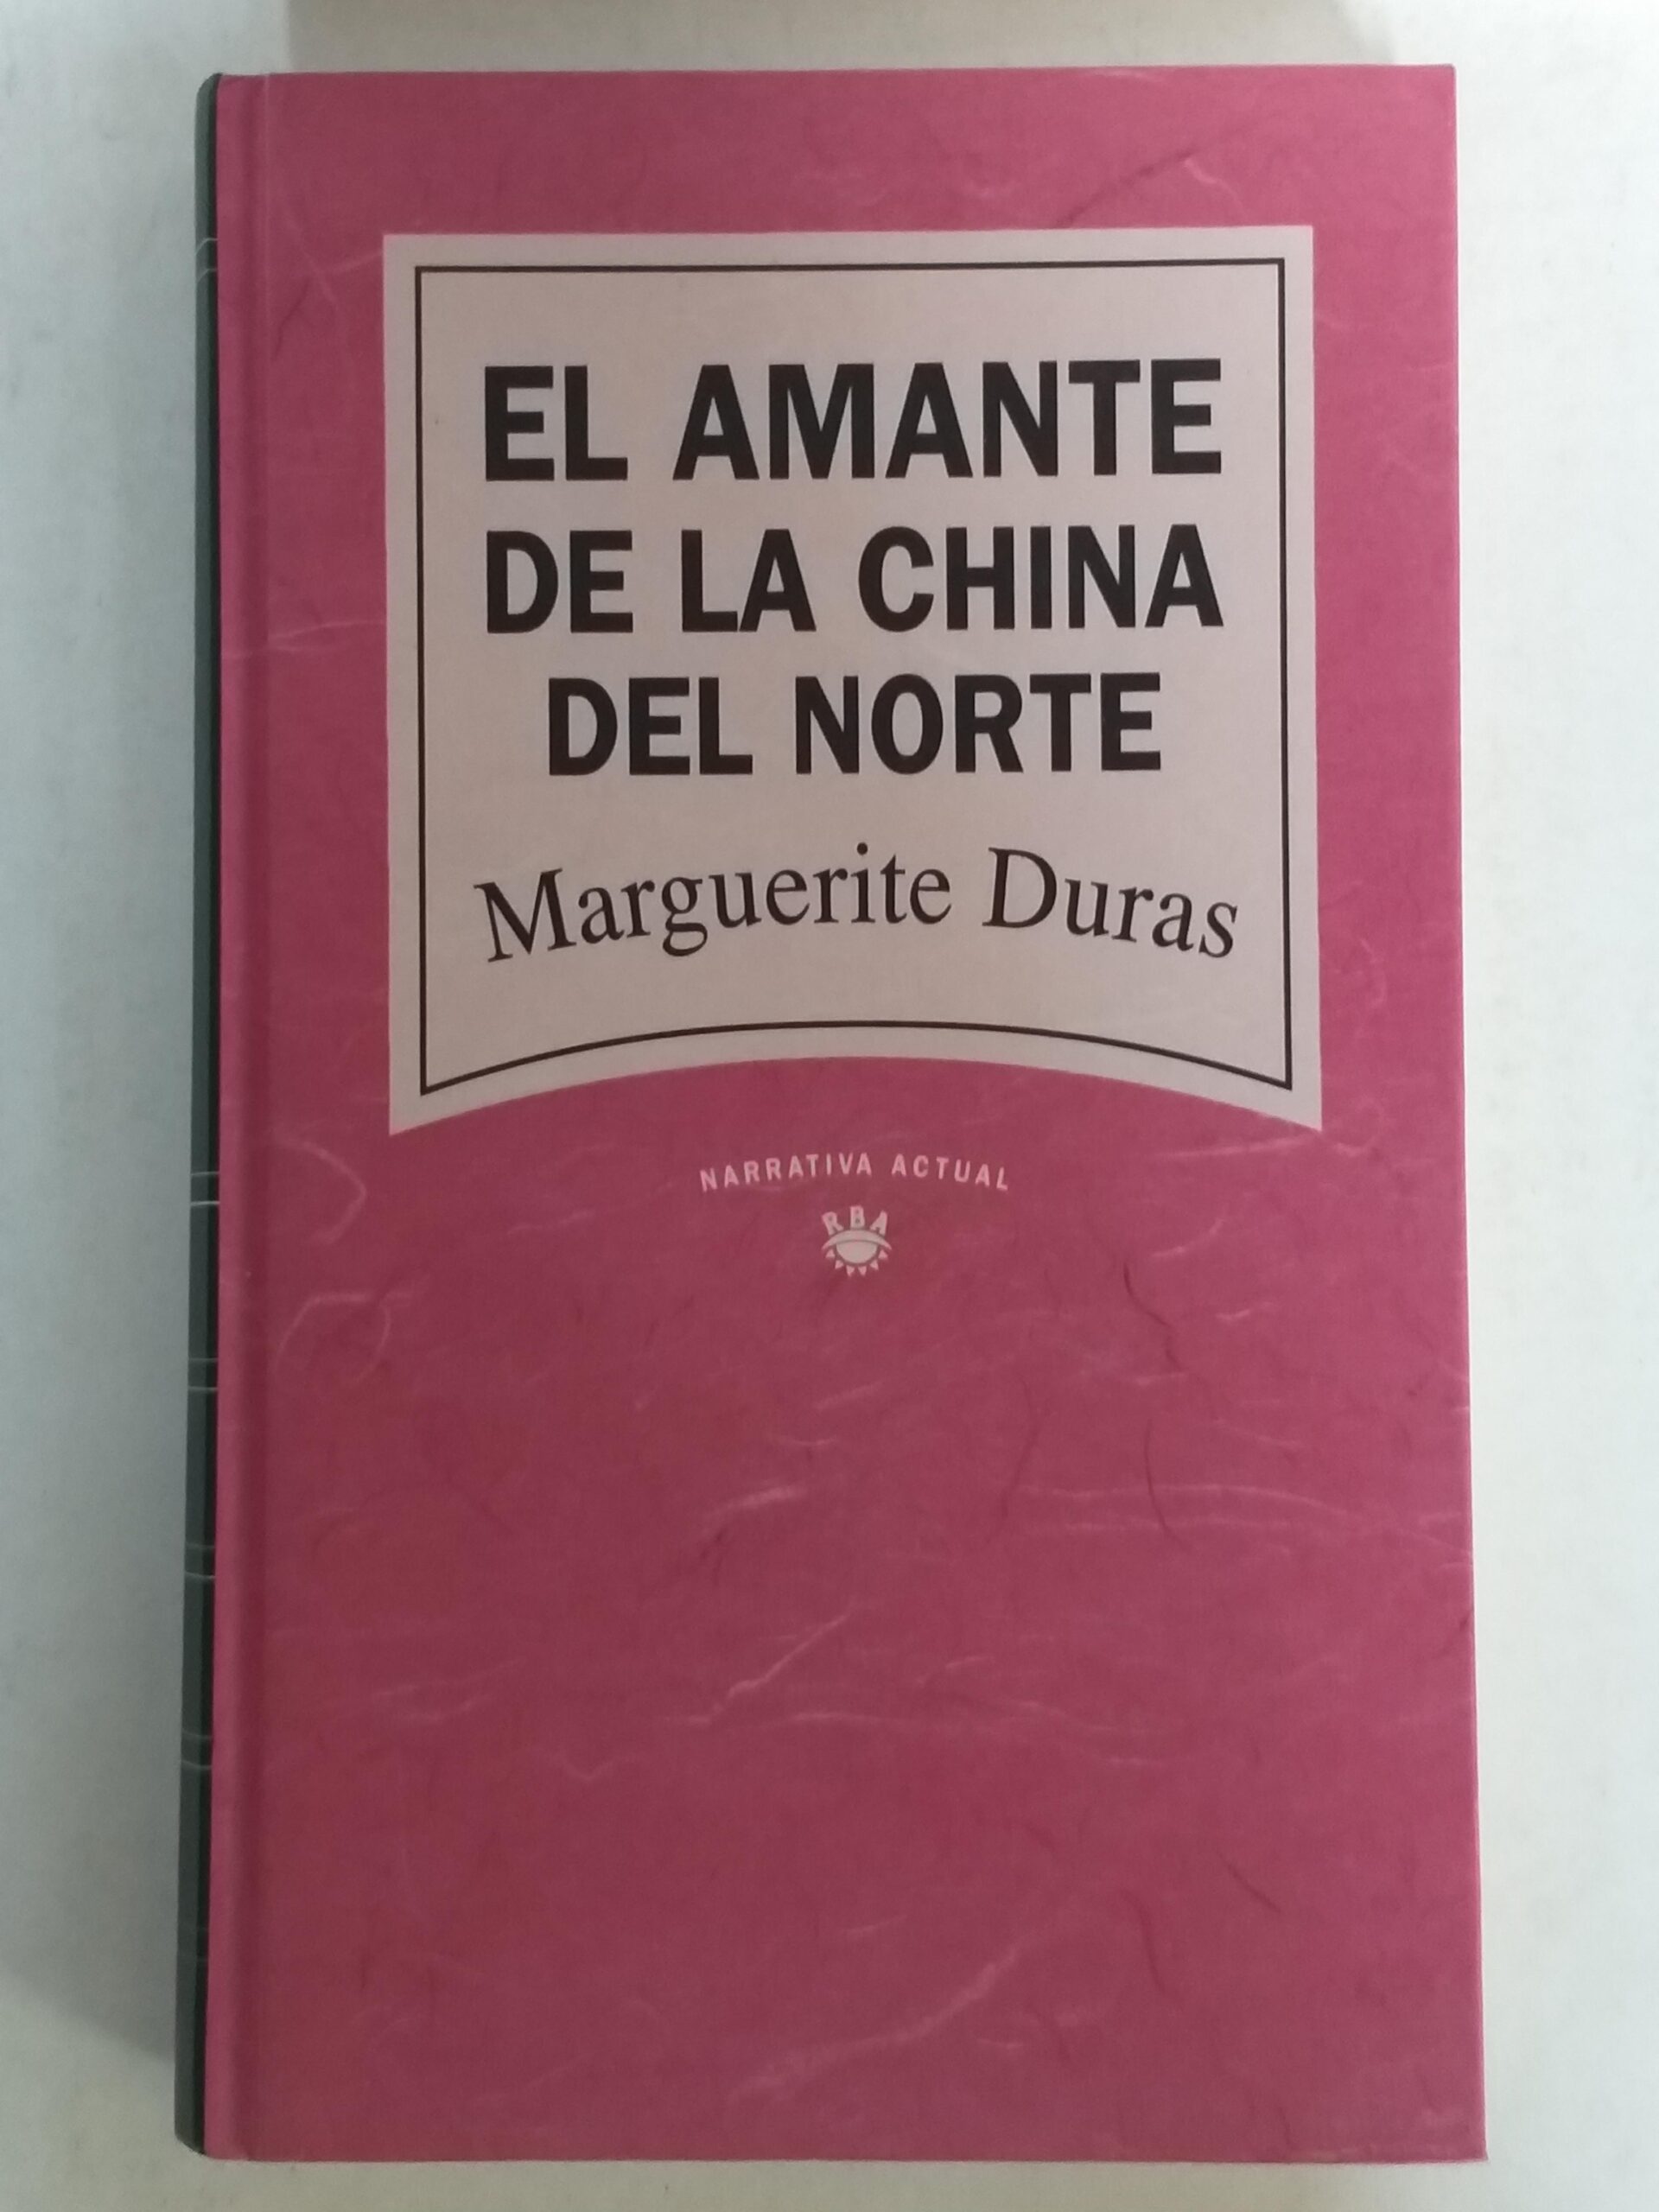 EL AMANTE
DE LA CHINA
DEL NORTE
Marguerite Duras
NARRATIVA ACTUAL
RBA